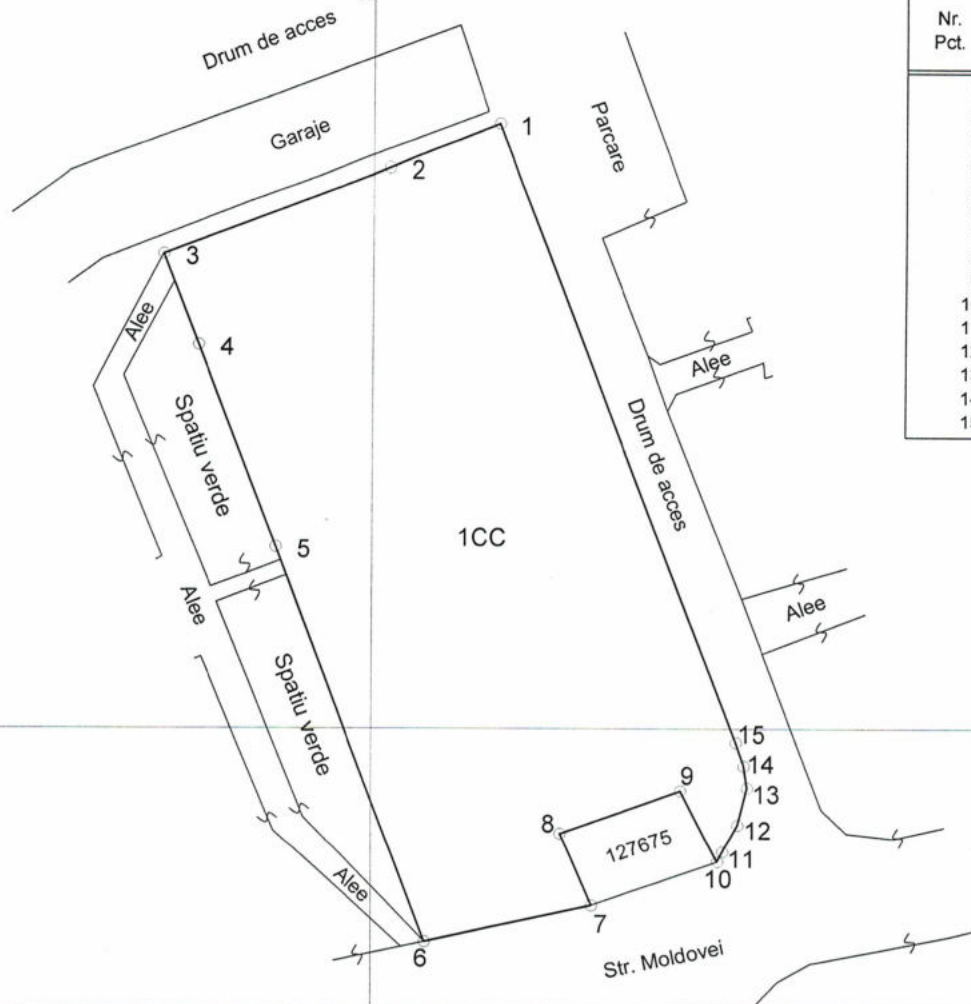 Nr.
Pct.
Drum de acces
Garaje
Parcare
1
2
3
4
Alee
Alee
Spatiu verde
Drum de acces
1CC
5
Alee
Alee
Spatiu verde
15
14
13
9
12
8
127675
11
10
Alee
7
6
Str. Moldovei